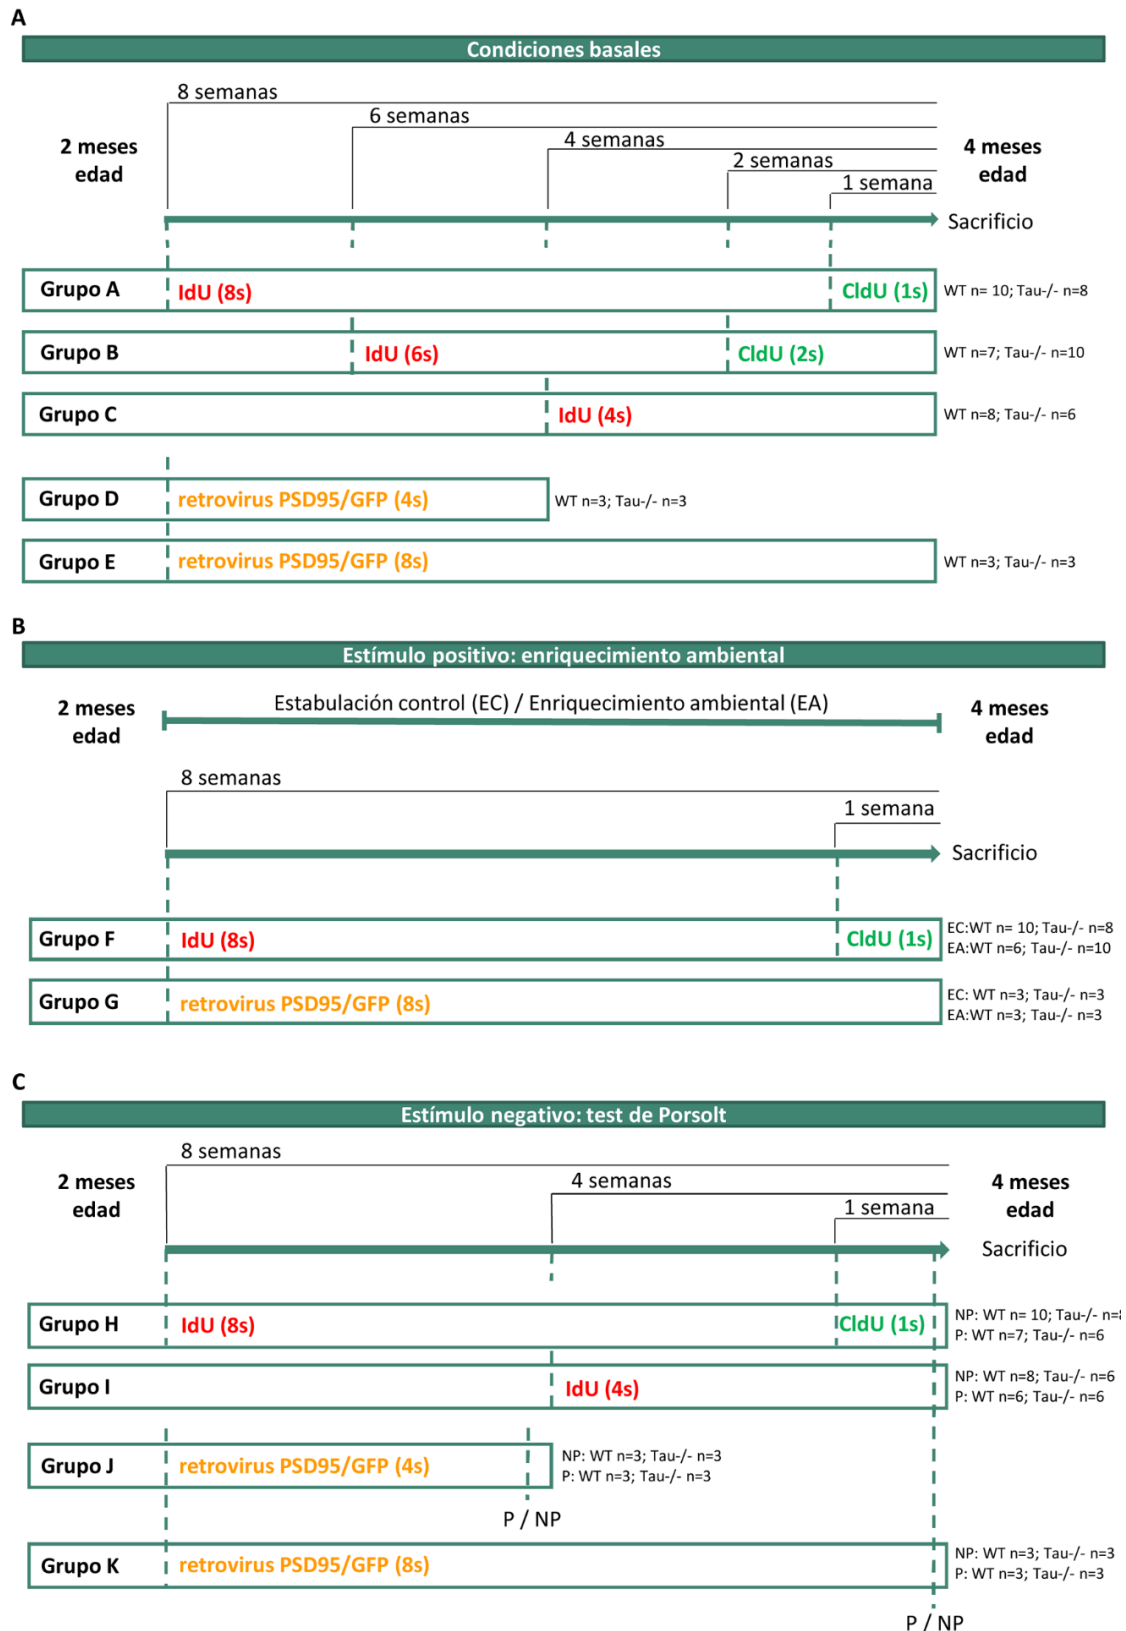 A
Condiciones basales
8 semanas
6 semanas
2 meses
edad
4 semanas
4 meses
edad
2 semanas
1 semana
Sacrificio
Grupo A
IdU (8s)
CldU (1s)
WT n= 10; Tau-/- n=8
Grupo B
IdU (6s)
CldU (2s)
WT n=7; Tau-/- n=10
Grupo C
IdU (4s)
WT n=8; Tau-/- n=6
Grupo D
retrovirus PSD95/GFP (4s)
WT n=3; Tau-/- n=3
Grupo E
retrovirus PSD95/GFP (8s)
WT n=3; Tau-/- n=3
B
Estímulo positivo: enriquecimiento ambiental
2 meses
edad
Estabulación control (EC) / Enriquecimiento ambiental (EA)
4 meses
edad
8 semanas
1 semana
Sacrificio
Grupo F
IdU (8s)
CldU (1s)
EC:WT n= 10; Tau-/- n=8
EA:WT n=6; Tau-/- n=10
Grupo G
retrovirus PSD95/GFP (8s)
EC: WT n=3; Tau-/- n=3
EA:WT n=3; Tau-/- n=3
C
Estímulo negativo: test de Porsolt
8 semanas
2 meses
edad
4 semanas
4 meses
edad
1 semana
Sacrificio
Grupo H
IdU (8s)
CldU (1s)
NP: WT n= 10; Tau-/- n=8
P: WT n=7; Tau-/- n=6
Grupo I
IdU (4s)
NP: WT n=8; Tau-/- n=6
P: WT n=6; Tau-/- n=6
Grupo J
retrovirus PSD95/GFP (4s)
NP: WT n=3; Tau-/- n=3
P: WT n=3; Tau-/- n=3
P / NP
Grupo K
retrovirus PSD95/GFP (8s)
NP: WT n=3; Tau-/- n=3
P: WT n=3; Tau-/- n=3
P / NP